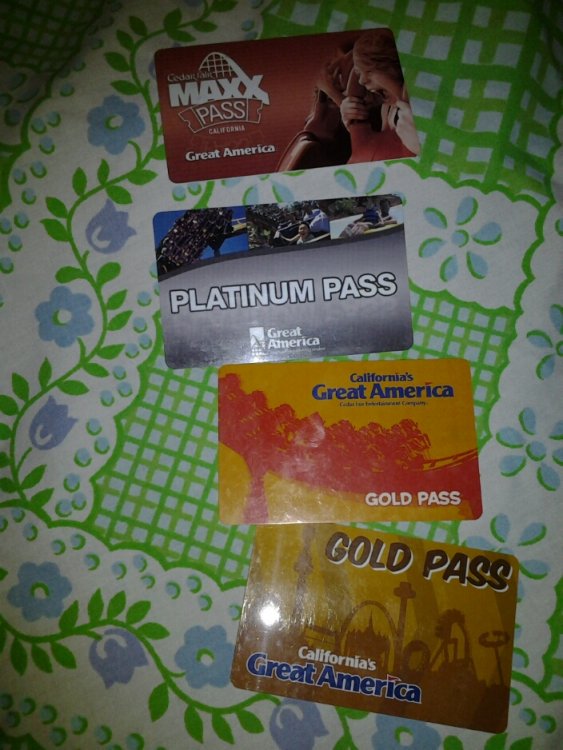 Cedar Fair
MAXX
PASS
CALIFORNIA
Great America
PLATINUM PASS
Great
America
California's
Great America
Cedar Fair Entertainment Company
GOLD PASS
GOLD PASS
California's
Great America